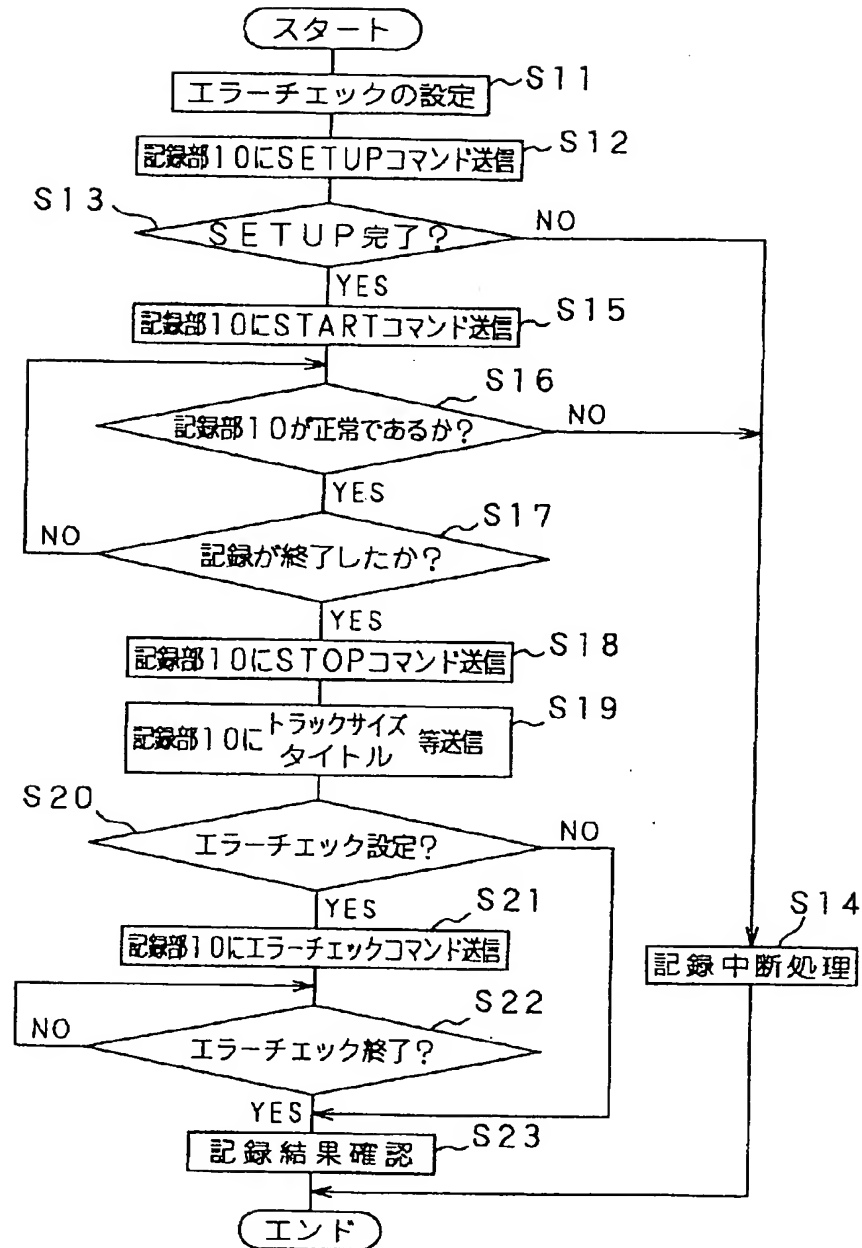 スタート
エラーチェックの設定
S11
記録部10にSETUPコマンド送信
S12
S13
SETUP完了?
NO
YES
記録部10にSTARTコマンド送信
S15
S16
記録部10が正常であるか?
NO
YES
S17
NO
記録が終了したか?
YES
記録部10にSTOPコマンド送信
S18
S19
記録部10にトラックサイズ
タイトル 等送信
S20
エラーチェック設定?
NO
YES
S21
記録部10にエラーチェックコマンド送信
S14
記録中断処理
S22
NO
エラーチェック終了?
YES
S23
記録結果確認
エンド